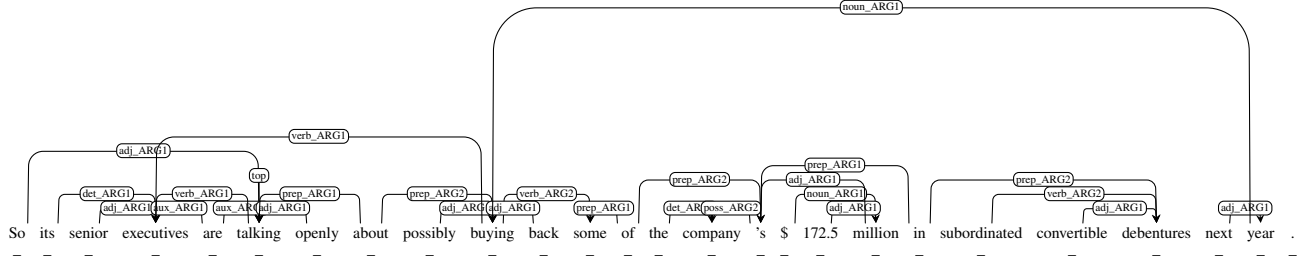 noun_ARG1
verb_ARG1
adj_ARG1 prep_ARG1
top prep_ARG2 adj_ARG1 prep_ARG2
det_ARG1 verb_ARG1 prep_ARG1 prep_ARG2 verb_ARG2 noun_ARG1 verb_ARG2
adj_ARG1 aux_ARG1 adj_ARG1 adj_ARG1 prep_ARG1 poss_ARG2 adj_ARG1 adj_ARG1 adj_ARG1
So its senior executives are talking openly about possibly buying back some of the company 's $ 172.5 million in subordinated convertible debentures next year .
_ _ _ _ _ _ _ _ _ _ _ _ _ _ _ _ _ _ _ _ _ _ _ _ _ _